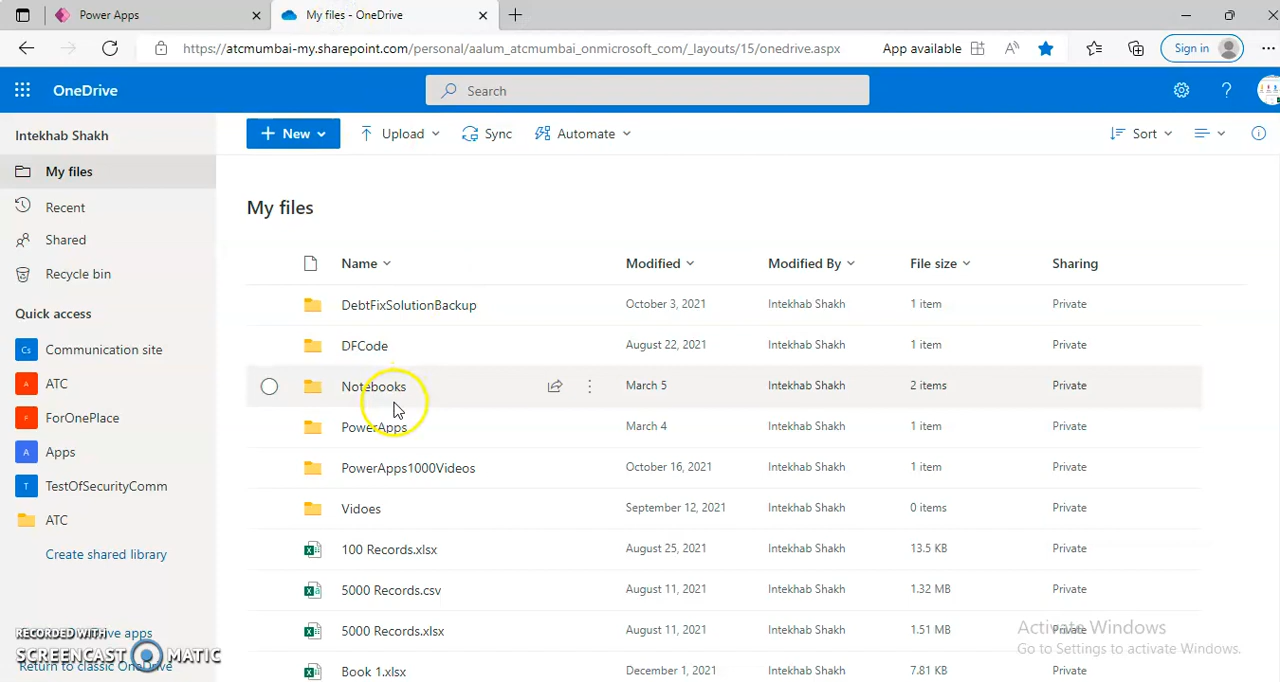 Power Apps
My files - OneDrive
https://atcmumbai-my.sharepoint.com/personal/aalum_atcmumbai_onmicrosoft_com/_layouts/15/onedrive.aspx
App available
Sign in
OneDrive
Search
Intekhab Shakh
New
Upload
Sync
Automate
Sort
My files
Recent
Shared
Recycle bin
Quick access
Cs Communication site
A ATC
F ForOnePlace
A Apps
T TestOfSecurityComm
ATC
Create shared library
Return to classic OneDrive
My files
Name Modified Modified By File size Sharing
DebtFixSolutionBackup October 3, 2021 Intekhab Shakh 1 item Private
DFCode August 22, 2021 Intekhab Shakh 1 item Private
Notebooks March 5 Intekhab Shakh 2 items Private
PowerApps March 4 Intekhab Shakh 1 item Private
PowerApps1000Videos October 16, 2021 Intekhab Shakh 1 item Private
Vidoes September 12, 2021 Intekhab Shakh 0 items Private
100 Records.xlsx August 25, 2021 Intekhab Shakh 13.5 KB Private
5000 Records.csv August 11, 2021 Intekhab Shakh 1.32 MB Private
5000 Records.xlsx August 11, 2021 Intekhab Shakh 1.51 MB Private
Book 1.xlsx December 1, 2021 Intekhab Shakh 7.81 KB Private
Activate Windows
Go to Settings to activate Windows.
RECORDED WITH
SCREENCAST MATIC
apps